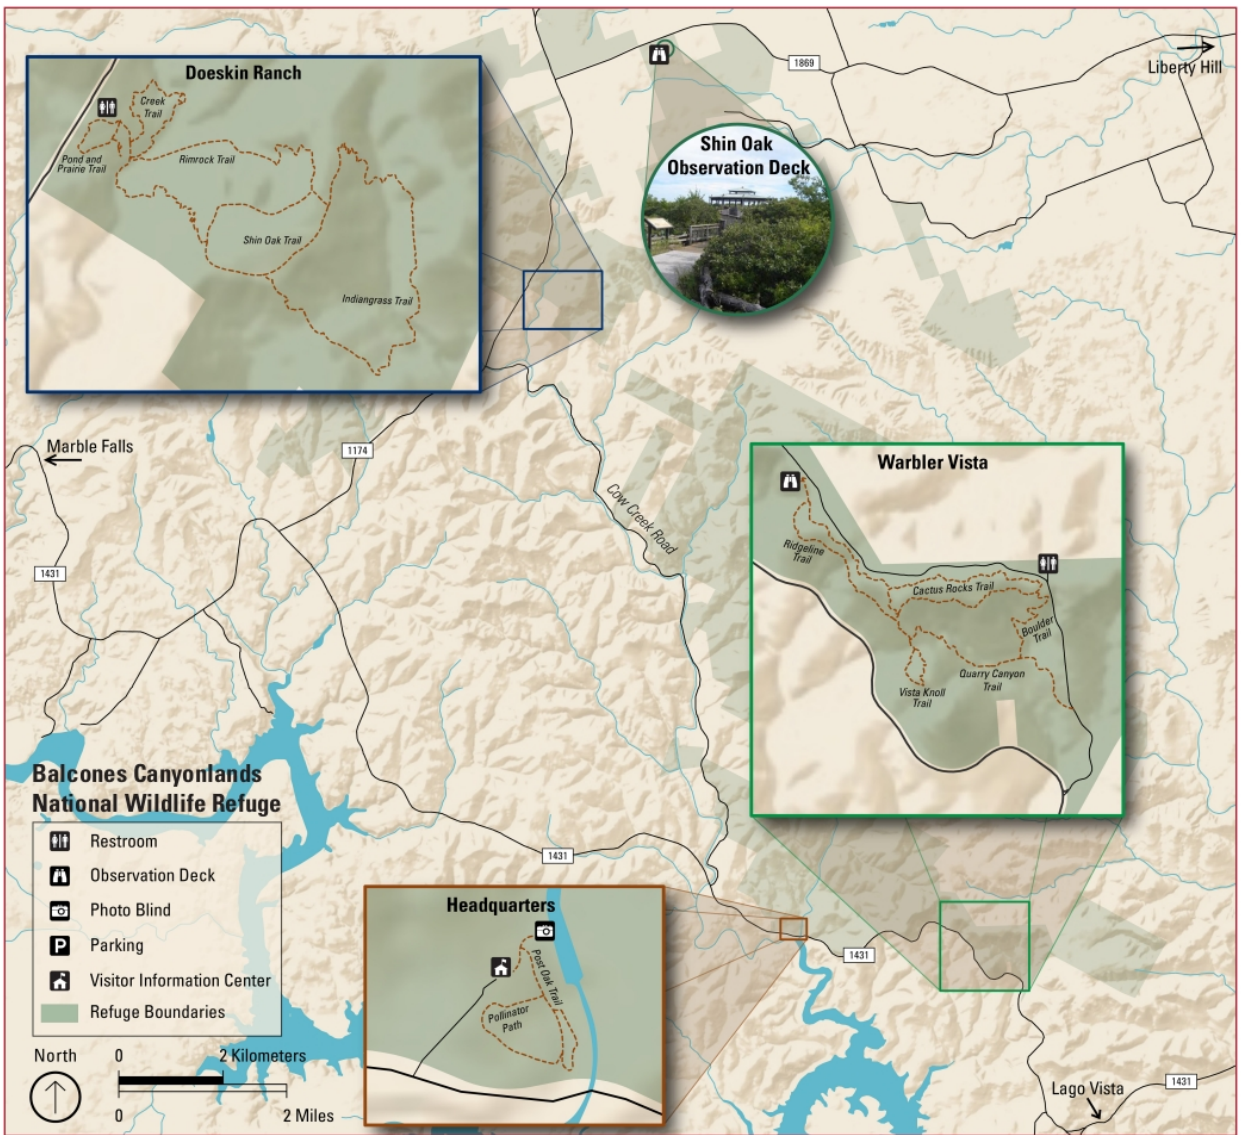 1869
Liberty Hill
Doeskin Ranch
Creek
Trail
Pond and
Prairie Trail
Rimrock Trail
Shin Oak Trail
Indiangrass Trail
Shin Oak
Observation Deck
Marble Falls
1174
1431
Cow Creek Road
Warbler Vista
Ridgeline
Trail
Cactus Rocks Trail
Boulder
Trail
Quarry Canyon
Trail
Vista Knoll
Trail
Balcones Canyonlands
National Wildlife Refuge
Restroom
Observation Deck
Photo Blind
P Parking
Visitor Information Center
Refuge Boundaries
North
0
2 Kilometers
0
2 Miles
1431
Headquarters
Post Oak Trail
Pollinator
Path
1431
Lago Vista
1431